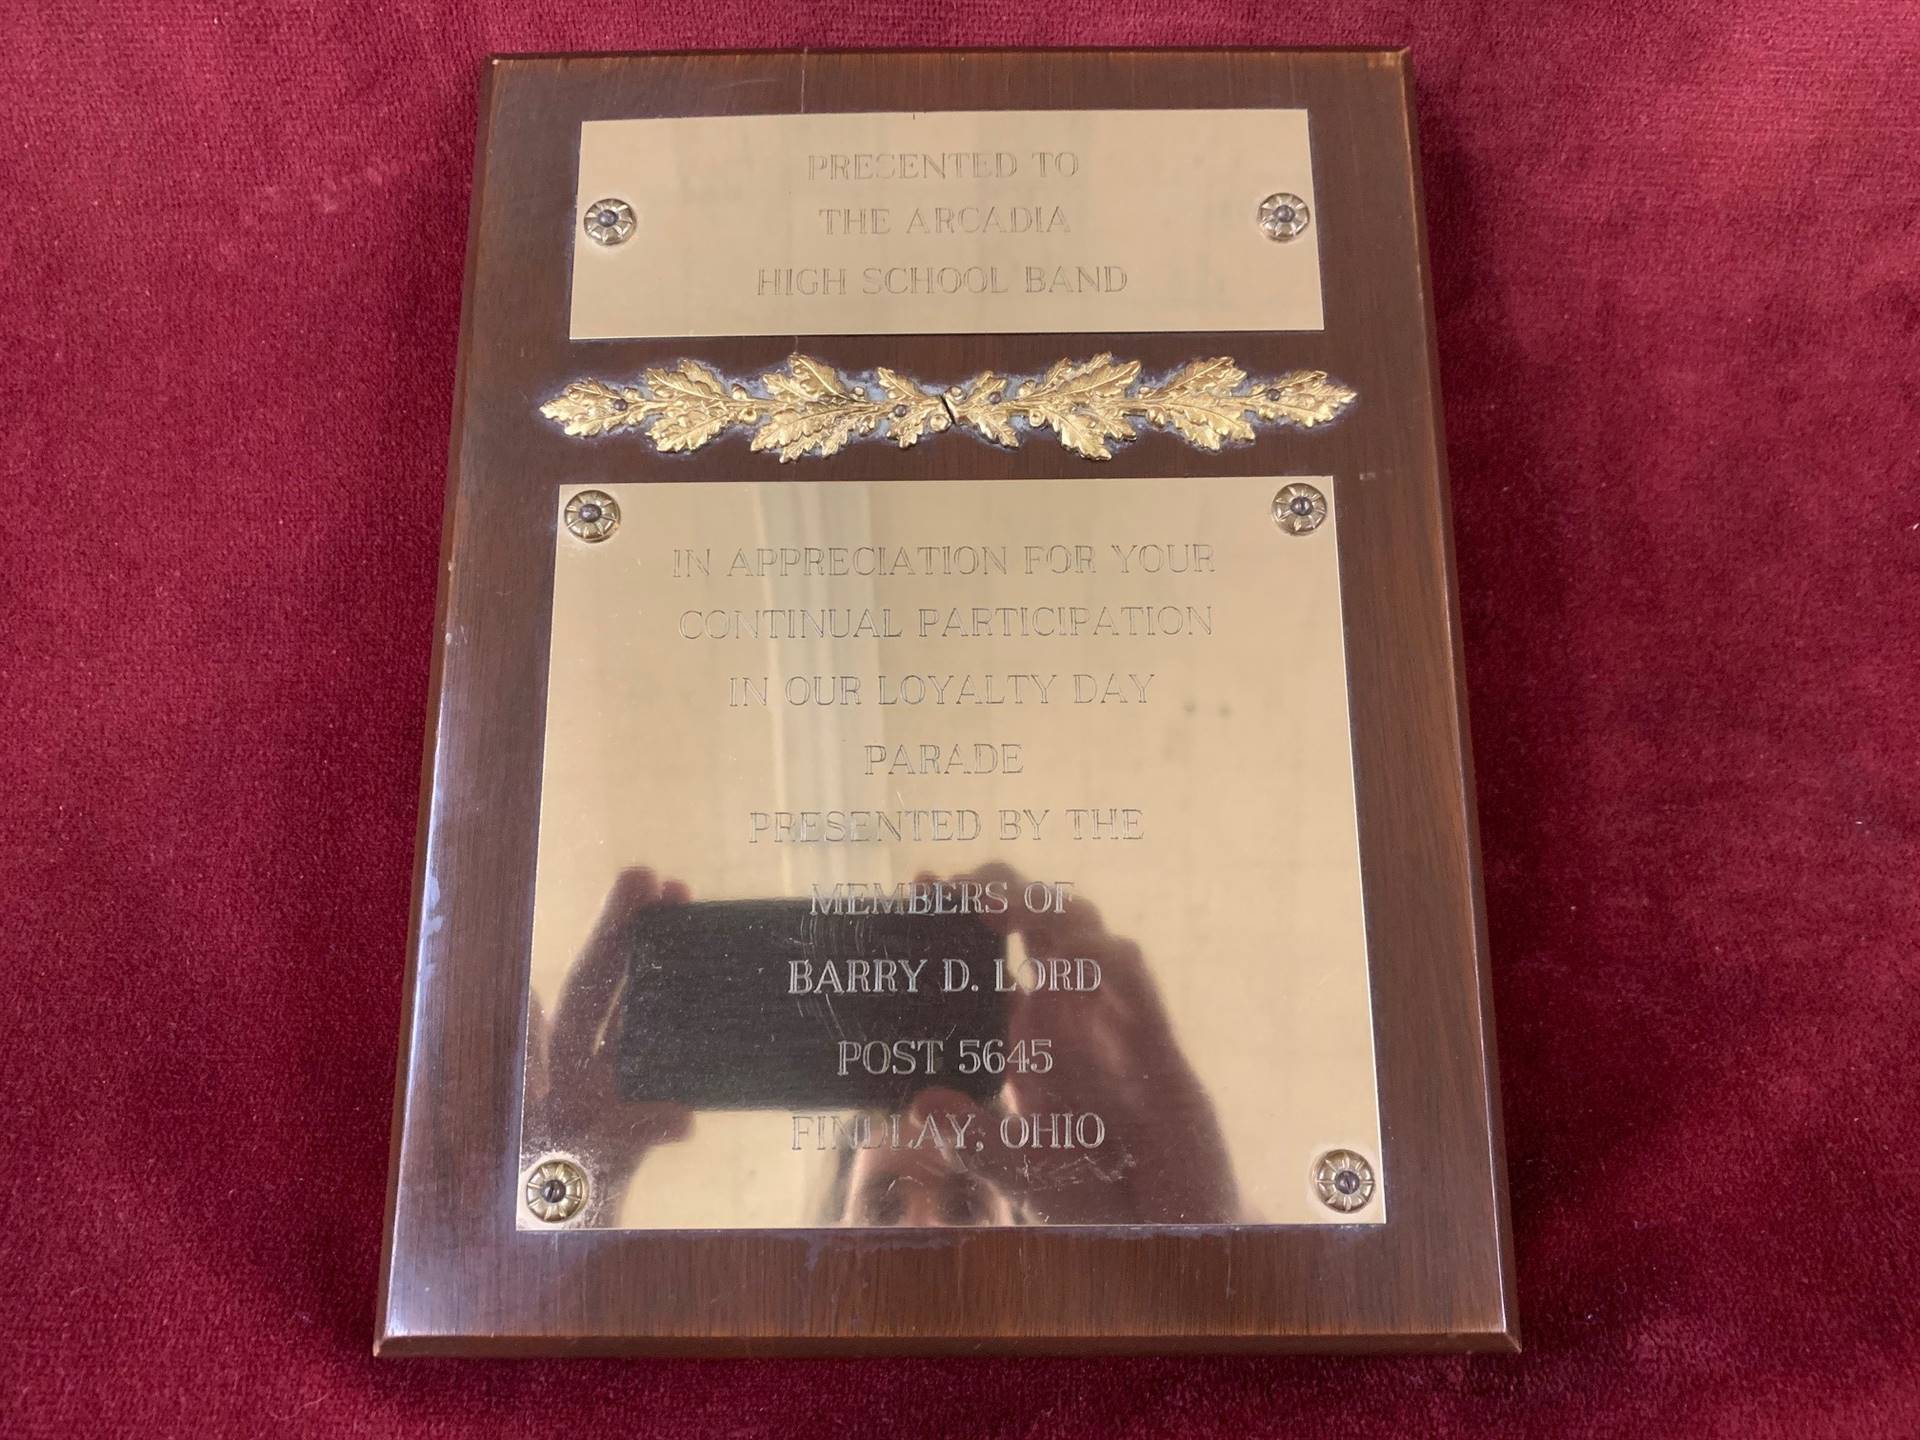 PRESENTED TO
THE ARCADIA
HIGH SCHOOL BAND
IN APPRECIATION FOR YOUR
CONTINUAL PARTICIPATION
IN OUR LOYALTY DAY
PARADE
PRESENTED BY THE
MEMBERS OF
BARRY D. LORD
POST 5645
FINDLAY, OHIO